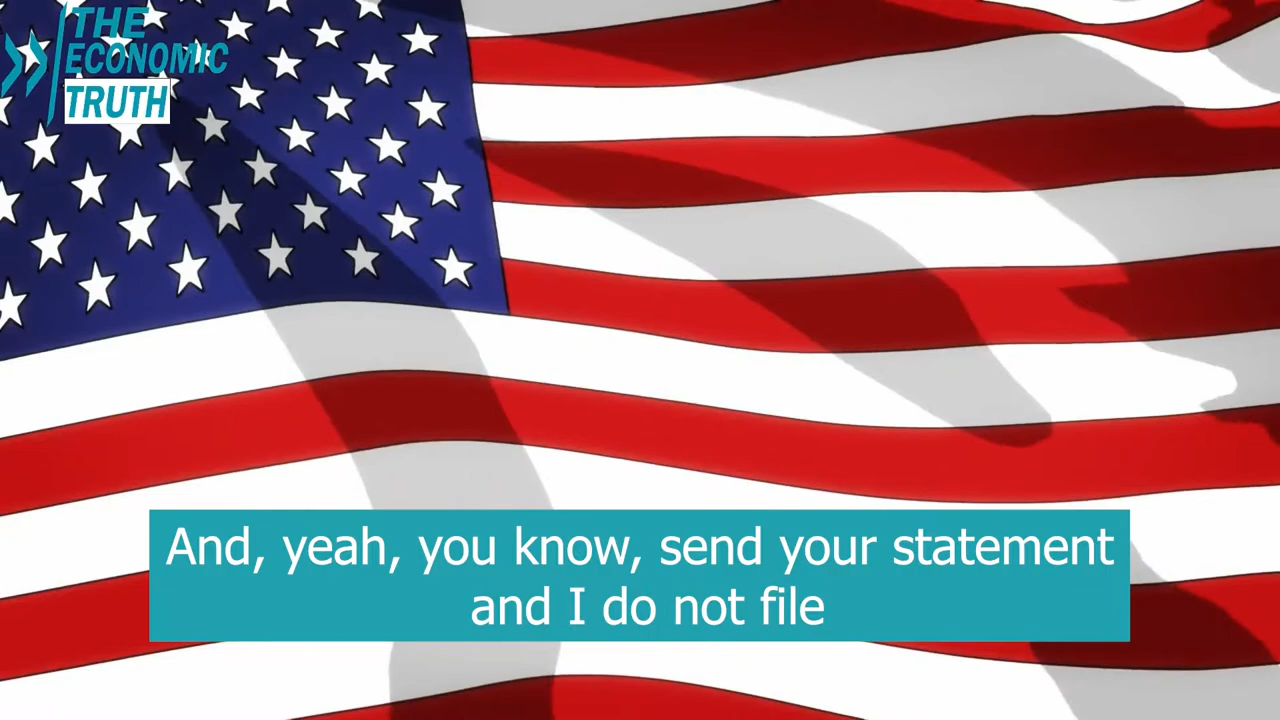 THE
ECONOMIC
TRUTH
And, yeah, you know, send your statement
and I do not file